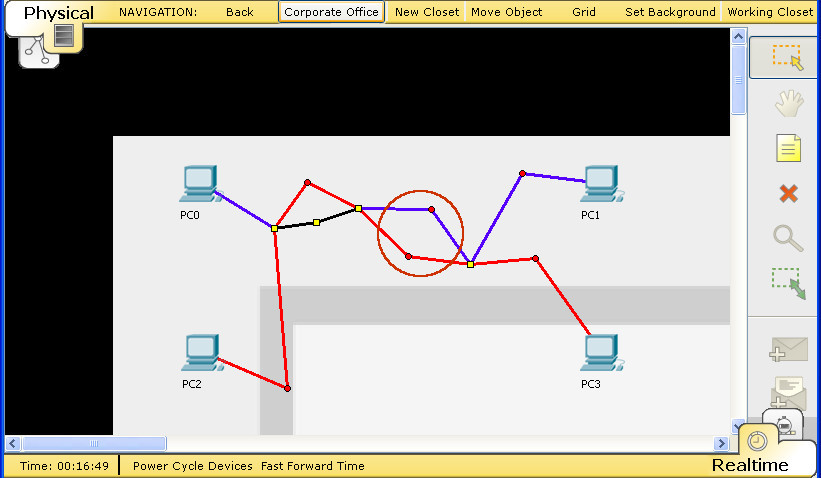 Physical
NAVIGATION: Back Corporate Office New Closet Move Object Grid Set Background Working Closet
PC0 PC1
PC2 PC3
Time: 00:16:49 Power Cycle Devices Fast Forward Time
Realtime